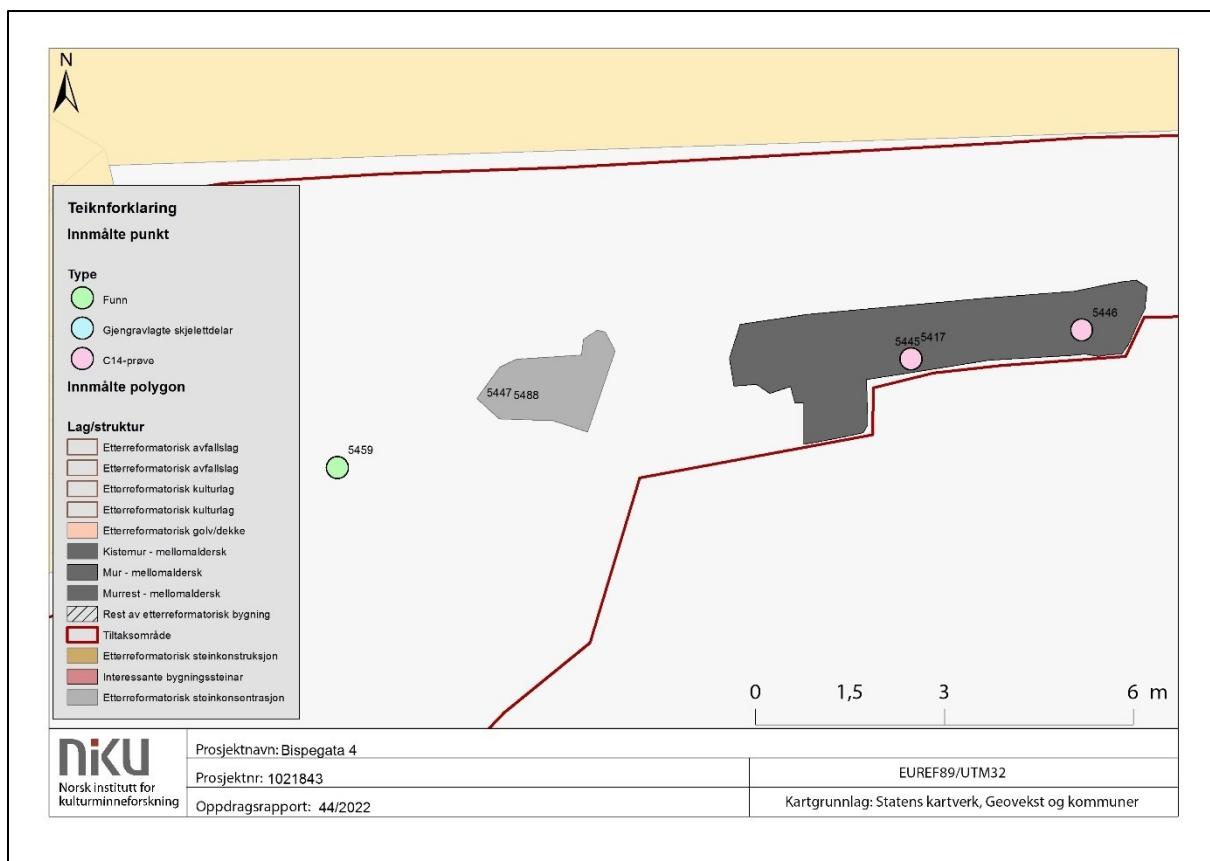 N
Teiknforklaring
Innmålte punkt
Type
Funn
Gjengravlagte skjelettdelar
C14-prøve
Innmålte polygon
Lag/struktur
Etterreformatorisk avfallslag
Etterreformatorisk avfallslag
Etterreformatorisk kulturlag
Etterreformatorisk kulturlag
Etterreformatorisk golv/dekke
Kistemur - mellomaldersk
Mur - mellomaldersk
Murrest - mellomaldersk
Rest av etterreformatorisk bygning
Tiltaksområde
Etterreformatorisk steinkonstruksjon
Interessante bygningssteinar
Etterreformatorisk steinkonsentrasjon
5459
5447 5488
5445 5417
5446
0 1,5 3 6 m
niku
Norsk institutt for
kulturminneforskning
Prosjektnavn: Bispegata 4
Prosjektnr: 1021843
Oppdragsrapport: 44/2022
EUREF89/UTM32
Kartgrunnlag: Statens kartverk, Geovekst og kommuner